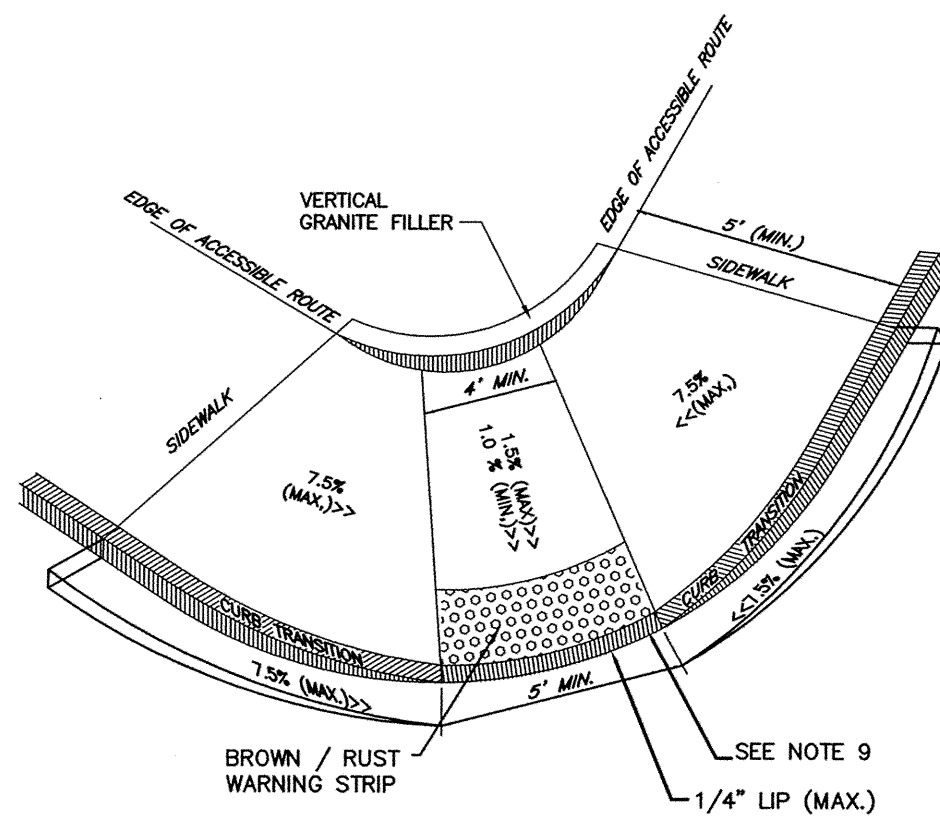 EDGE OF ACCESSIBLE ROUTE
VERTICAL
GRANITE FILLER
EDGE OF ACCESSIBLE ROUTE
5' (MIN.)
SIDEWALK
SIDEWALK
4' MIN.
7.5%
<<(MAX,)
7.5%
(MAX,)>>
1.5% (MAX)>>
1.0 % (MIN,)>>
CURB TRANSITION
CURB TRANSITION
7.5% (MAX.)>>
<<7.5% (MAX.)
5' MIN.
BROWN / RUST
WARNING STRIP
SEE NOTE 9
1/4" LIP (MAX.)